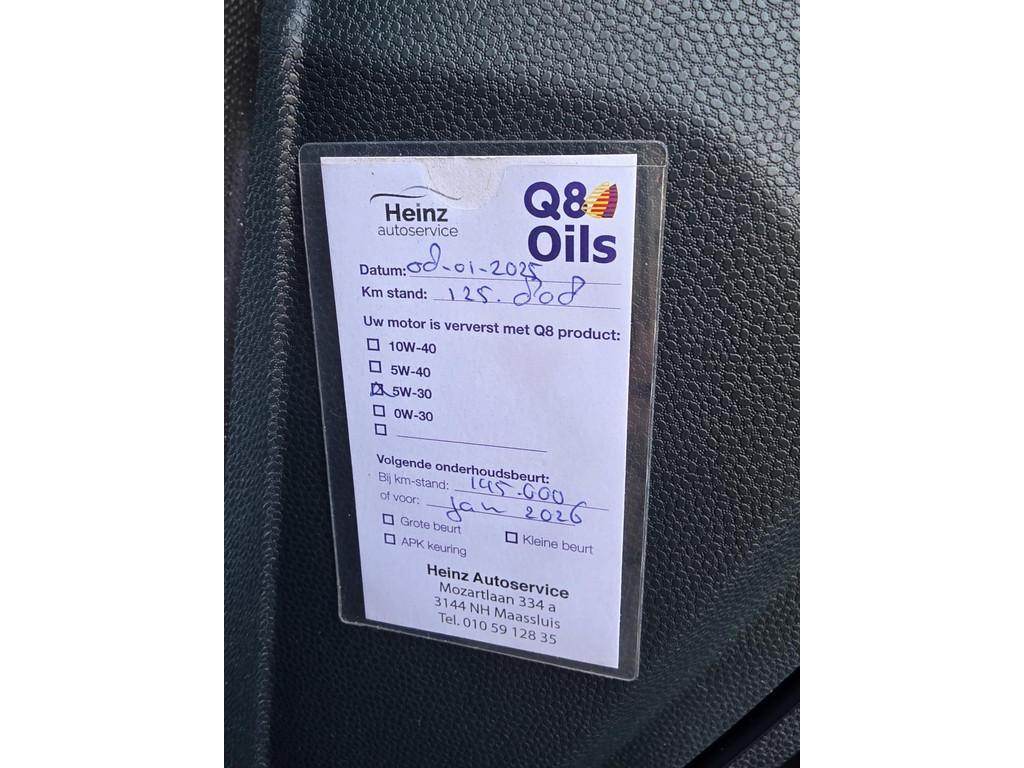 Heinz
autoservice
Q8
Oils
Datum: 08-01-2025
Km stand: 125.808
Uw motor is ververst met Q8 product:
10W-40
5W-40
5W-30
0W-30
Volgende onderhoudsbeurt:
Bij km-stand: 145.000
of voor: jan 2026
Grote beurt
Kleine beurt
APK keuring
Heinz Autoservice
Mozartlaan 334 a
3144 NH Maassluis
Tel. 010 59 128 35